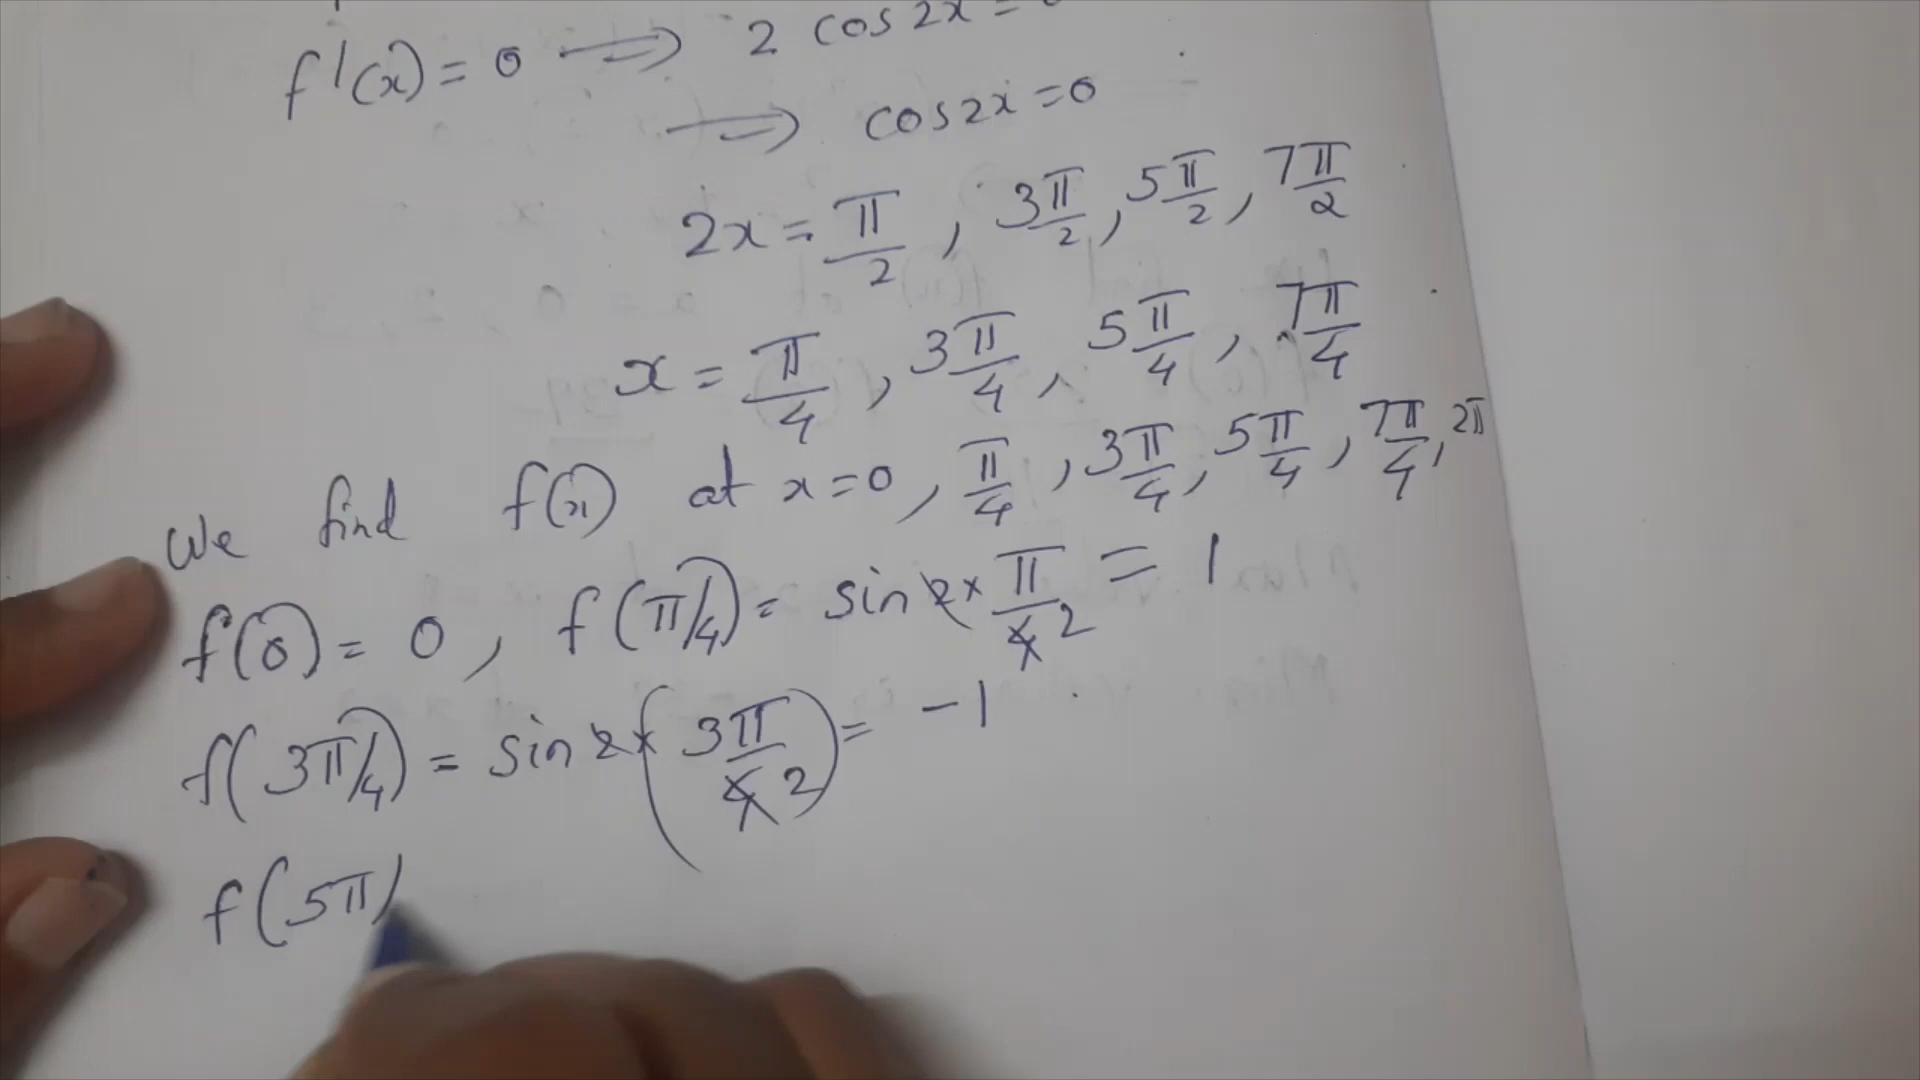 f'(x) = 0 ⟹ 2 cos 2x =
⟹ cos 2x = 0
2x = π/2 , 3π/2 , 5π/2 , 7π/2
x = π/4 , 3π/4 , 5π/4 , 7π/4
We find f(x) at x = 0 , π/4 , 3π/4 , 5π/4 , 7π/4 , 2π
f(0) = 0 , f(π/4) = sin 2 × π/4 2 = 1
f(3π/4) = sin 2 × (3π/4 2) = -1
f(5π/